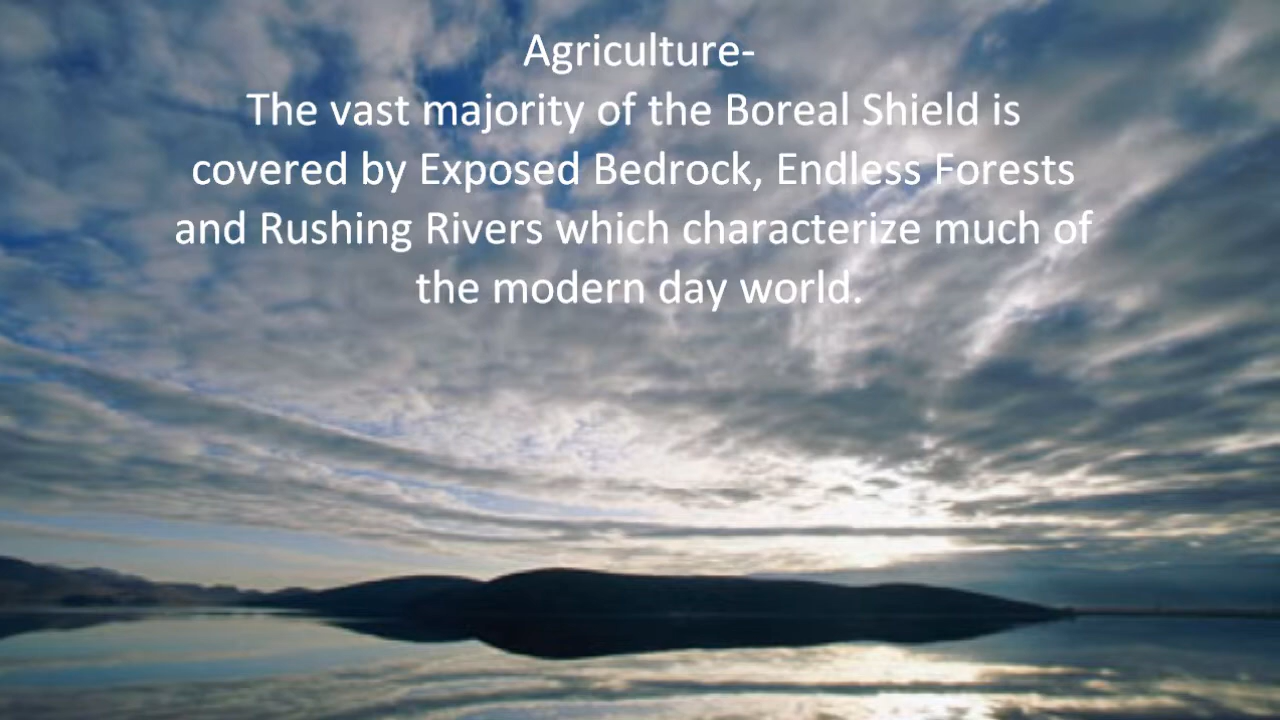 Agriculture-
The vast majority of the Boreal Shield is
covered by Exposed Bedrock, Endless Forests
and Rushing Rivers which characterize much of
the modern day world.